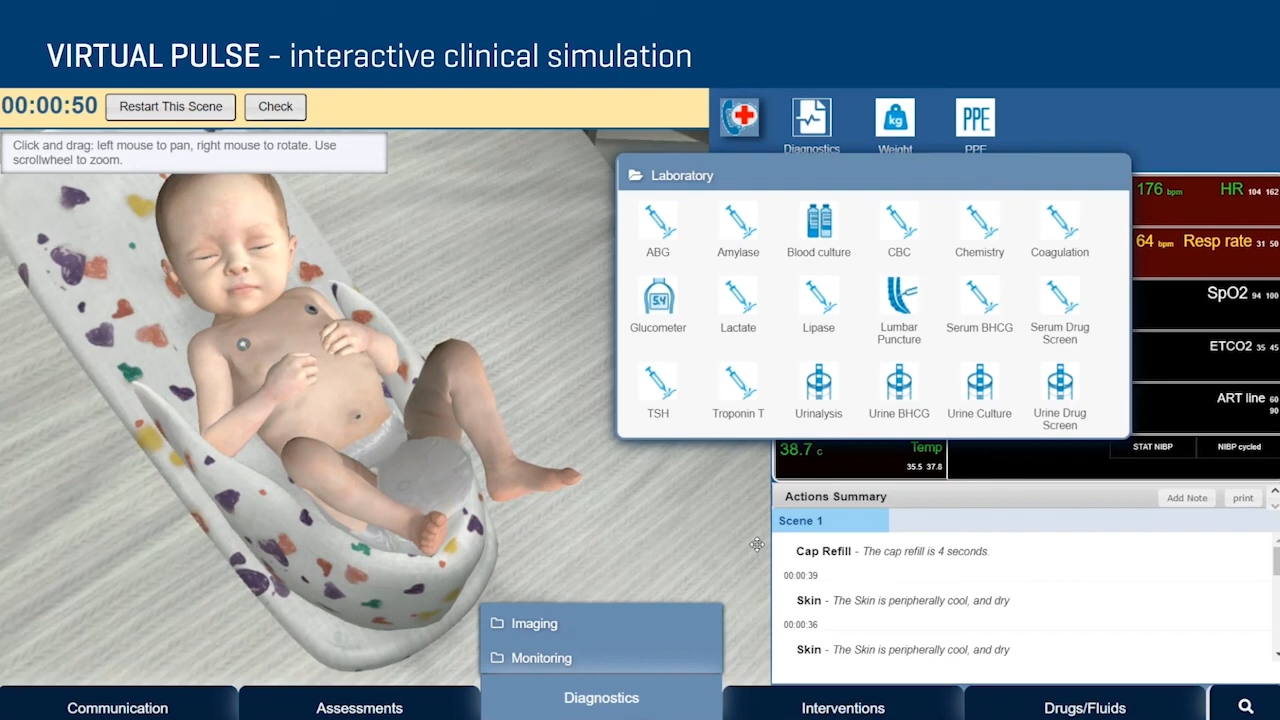 VIRTUAL PULSE - interactive clinical simulation
00:00:50 Restart This Scene Check
Click and drag: left mouse to pan, right mouse to rotate. Use
scrollwheel to zoom.
kg PPE
Diagnostics Weight PPE
Laboratory
ABG Amylase Blood culture CBC Chemistry Coagulation
5.4
Glucometer Lactate Lipase Lumbar Puncture Serum BHCG Serum Drug Screen
TSH Troponin T Urinalysis Urine BHCG Urine Culture Urine Drug Screen
176 bpm HR 104 162
64 bpm Resp rate 31 50
SpO2 94 100
ETCO2 35 45
ART line 60
90
38.7 c Temp
35.5 37.8
STAT NIBP NIBP cycled
Actions Summary Add Note print
Scene 1
Cap Refill - The cap refill is 4 seconds.
00:00:39
Skin - The Skin is peripherally cool, and dry
00:00:36
Skin - The Skin is peripherally cool, and dry
Imaging
Monitoring
Communication Assessments Diagnostics Interventions Drugs/Fluids